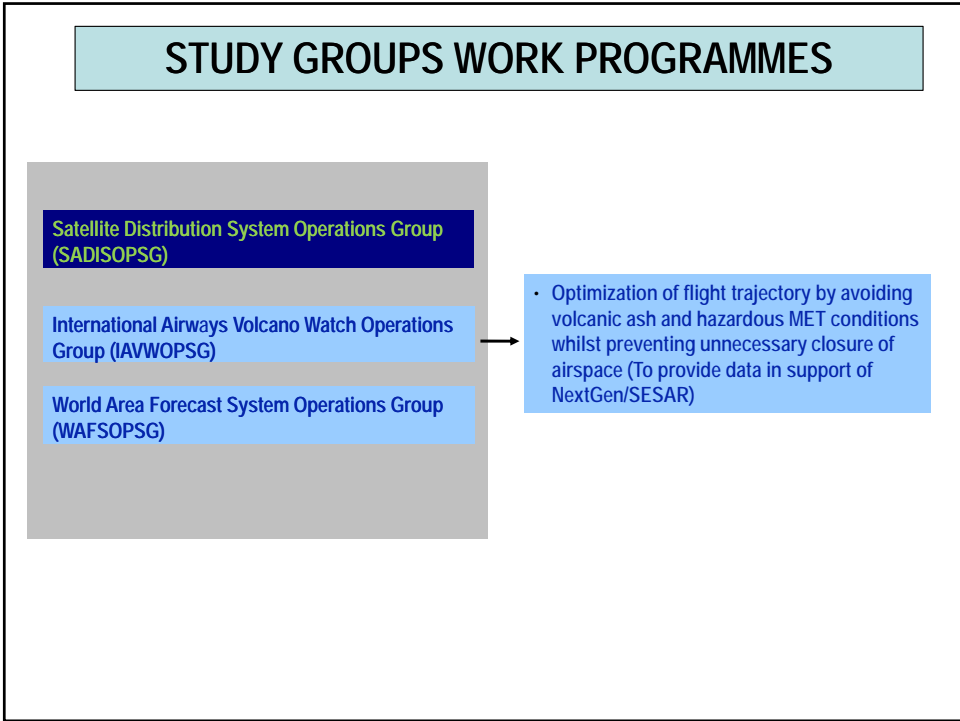 STUDY GROUPS WORK PROGRAMMES
Satellite Distribution System Operations Group
(SADISOPSG)
International Airways Volcano Watch Operations
Group (IAVWOPSG)
World Area Forecast System Operations Group
(WAFSOPSG)
• Optimization of flight trajectory by avoiding
volcanic ash and hazardous MET conditions
whilst preventing unnecessary closure of
airspace (To provide data in support of
NextGen/SESAR)